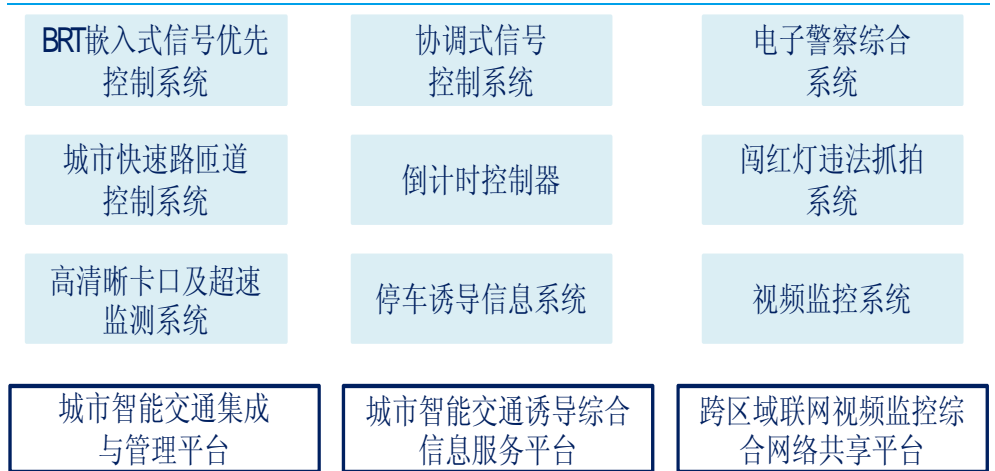 BRT嵌入式信号优先
控制系统
协调式信号
控制系统
电子警察综合
系统
城市快速路匝道
控制系统
倒计时控制器
闯红灯违法抓拍
系统
高清晰卡口及超速
监测系统
停车诱导信息系统
视频监控系统
城市智能交通集成
与管理平台
城市智能交通诱导综合
信息服务平台
跨区域联网视频监控综
合网络共享平台